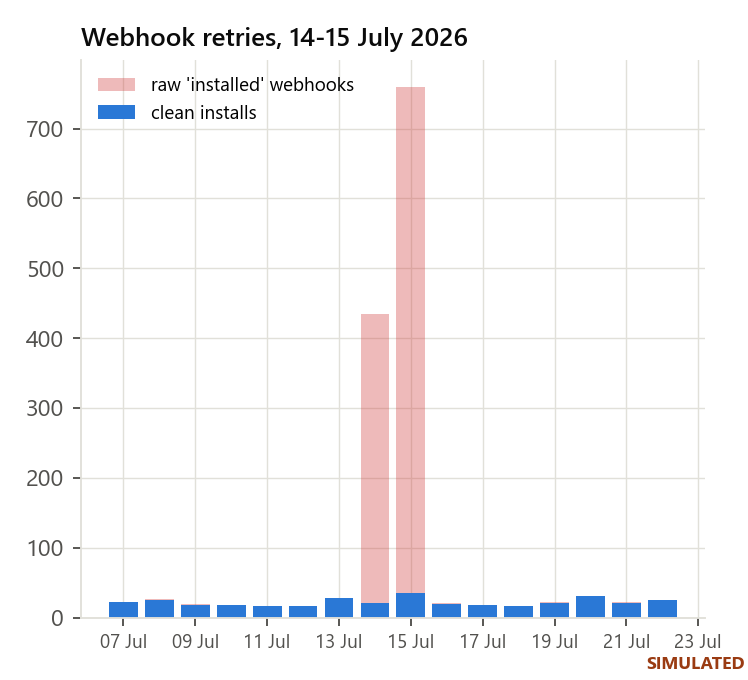 Webhook retries, 14-15 July 2026
raw 'installed' webhooks
clean installs
700
600
500
400
300
200
100
0
07 Jul 09 Jul 11 Jul 13 Jul 15 Jul 17 Jul 19 Jul 21 Jul 23 Jul
SIMULATED